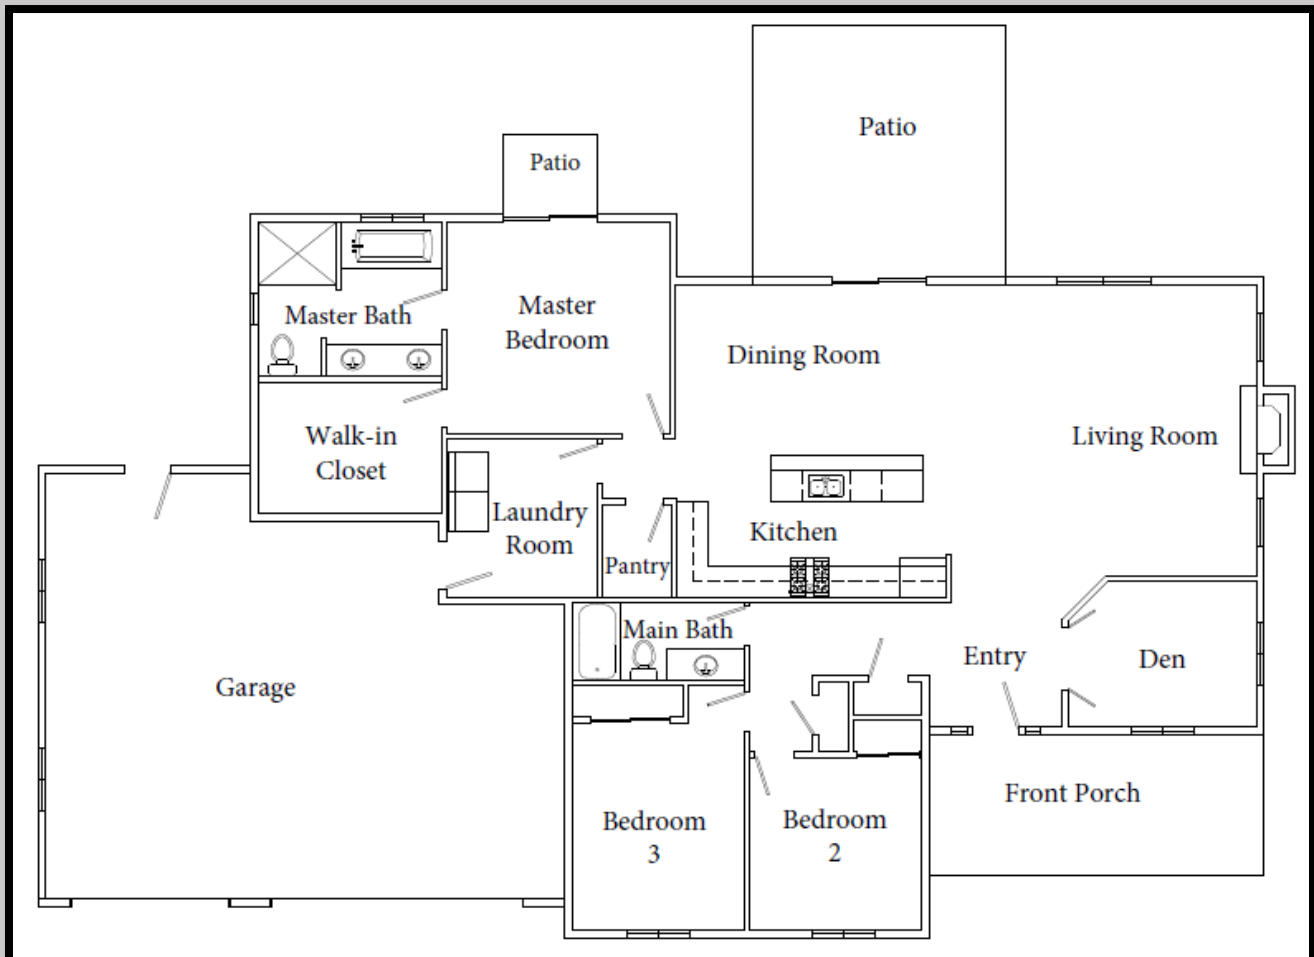 Patio
Patio
Master
Bedroom
Master Bath
Dining Room
Walk-in
Closet
Living Room
Laundry
Room
Kitchen
Pantry
Main Bath
Entry
Den
Garage
Front Porch
Bedroom
3
Bedroom
2